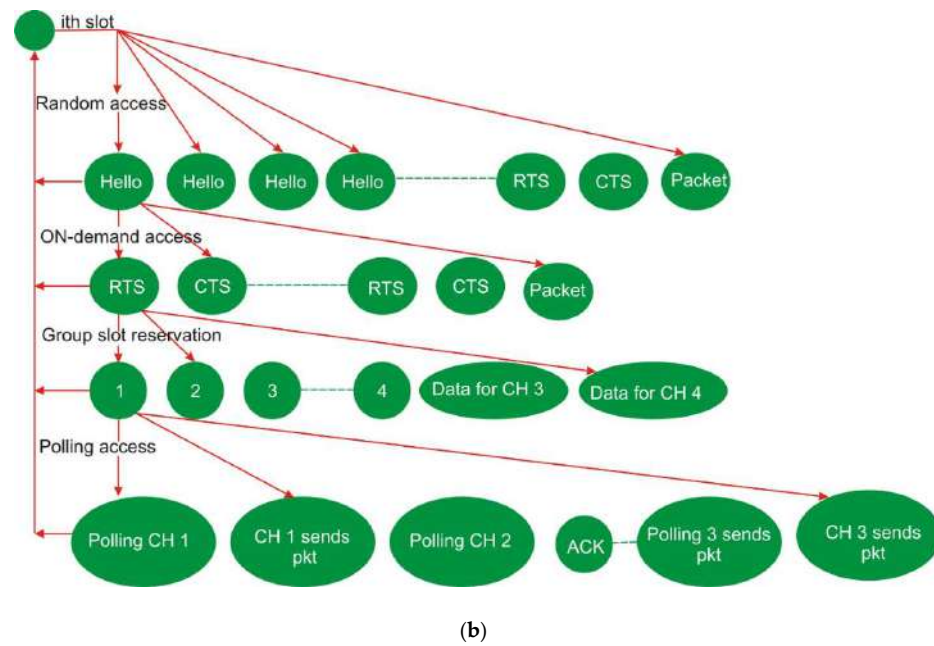 ith slot
Random access
Hello
Hello
Hello
Hello
RTS
CTS
Packet
ON-demand access
RTS
CTS
RTS
CTS
Packet
Group slot reservation
1
2
3
4
Data for CH 3
Data for CH 4
Polling access
Polling CH 1
CH 1 sends
pkt
Polling CH 2
ACK
Polling 3 sends
pkt
CH 3 sends
pkt
(b)